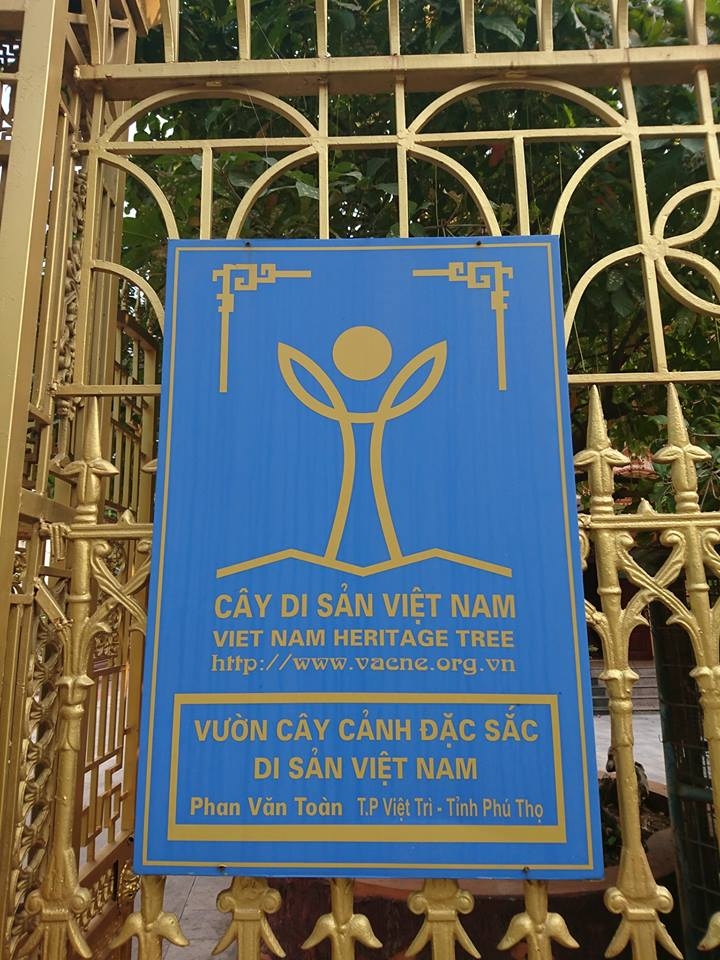 CÂY DI SẢN VIỆT NAM
VIET NAM HERITAGE TREE
http://www.vacne.org.vn
VƯỜN CÂY CẢNH ĐẶC SẮC
DI SẢN VIỆT NAM
Phan Văn Toàn T.P Việt Trì - Tỉnh Phú Thọ